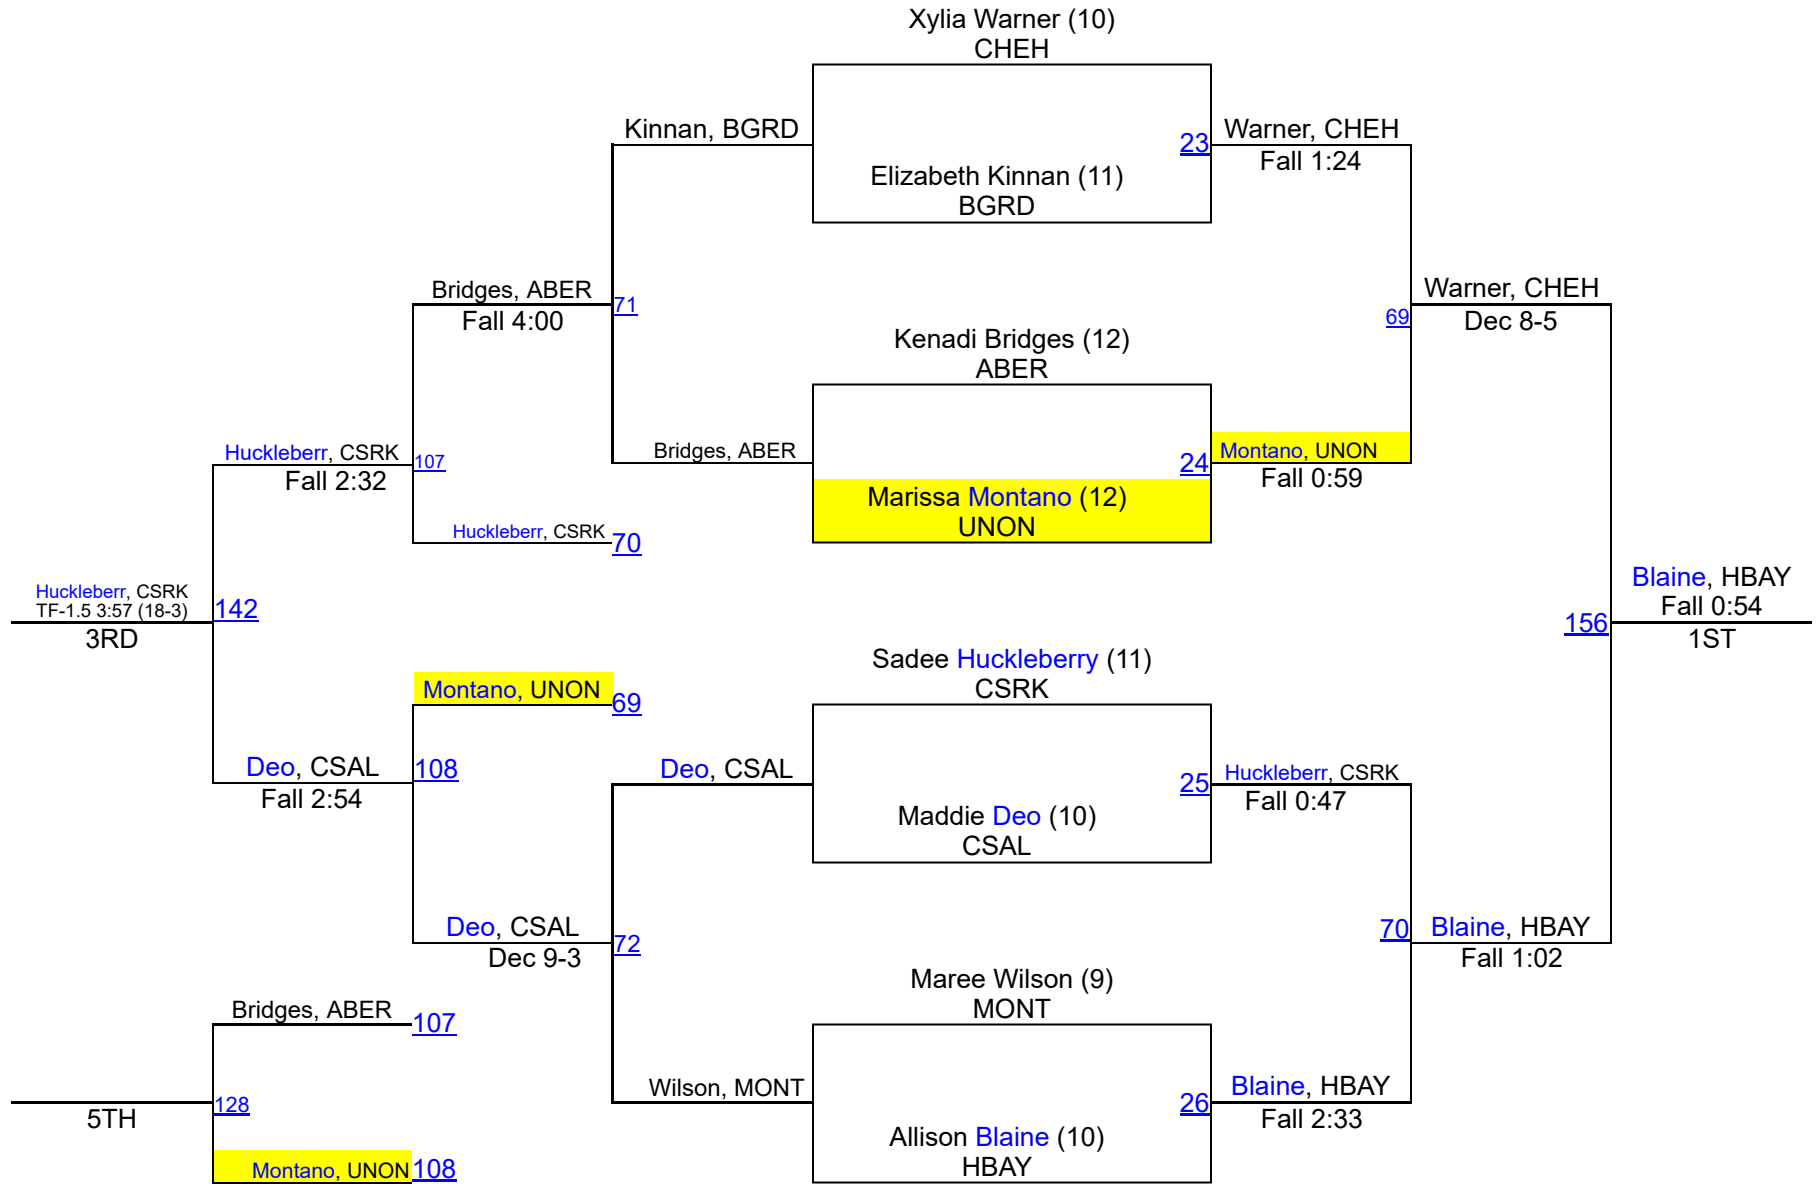 Xylia Warner (10)
CHEH
Kinnan, BGRD
23
Warner, CHEH
Fall 1:24
Elizabeth Kinnan (11)
BGRD
Bridges, ABER
Fall 4:00
71
Warner, CHEH
Dec 8-5
69
Kenadi Bridges (12)
ABER
Huckleberr, CSRK
Fall 2:32
107
Bridges, ABER
24
Montano, UNON
Fall 0:59
Marissa Montano (12)
UNON
Huckleberr, CSRK
70
Huckleberr, CSRK
TF-1.5 3:57 (18-3)
3RD
142
Blaine, HBAY
Fall 0:54
1ST
156
Sadee Huckleberry (11)
CSRK
Montano, UNON
69
Deo, CSAL
Fall 2:54
108
Deo, CSAL
25
Huckleberr, CSRK
Fall 0:47
Maddie Deo (10)
CSAL
Deo, CSAL
Dec 9-3
72
70
Blaine, HBAY
Fall 1:02
Maree Wilson (9)
MONT
Bridges, ABER
107
Wilson, MONT
26
Blaine, HBAY
Fall 2:33
5TH
128
Allison Blaine (10)
HBAY
Montano, UNON
108